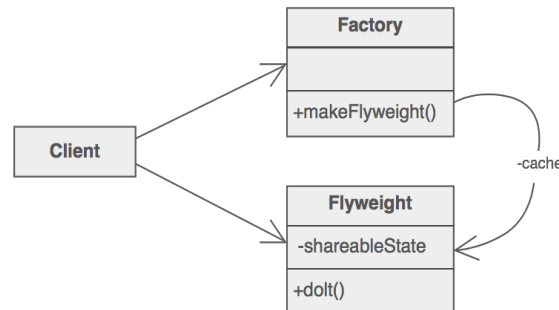 Factory
+makeFlyweight()
Client
-cache
Flyweight
-shareableState
+doIt()